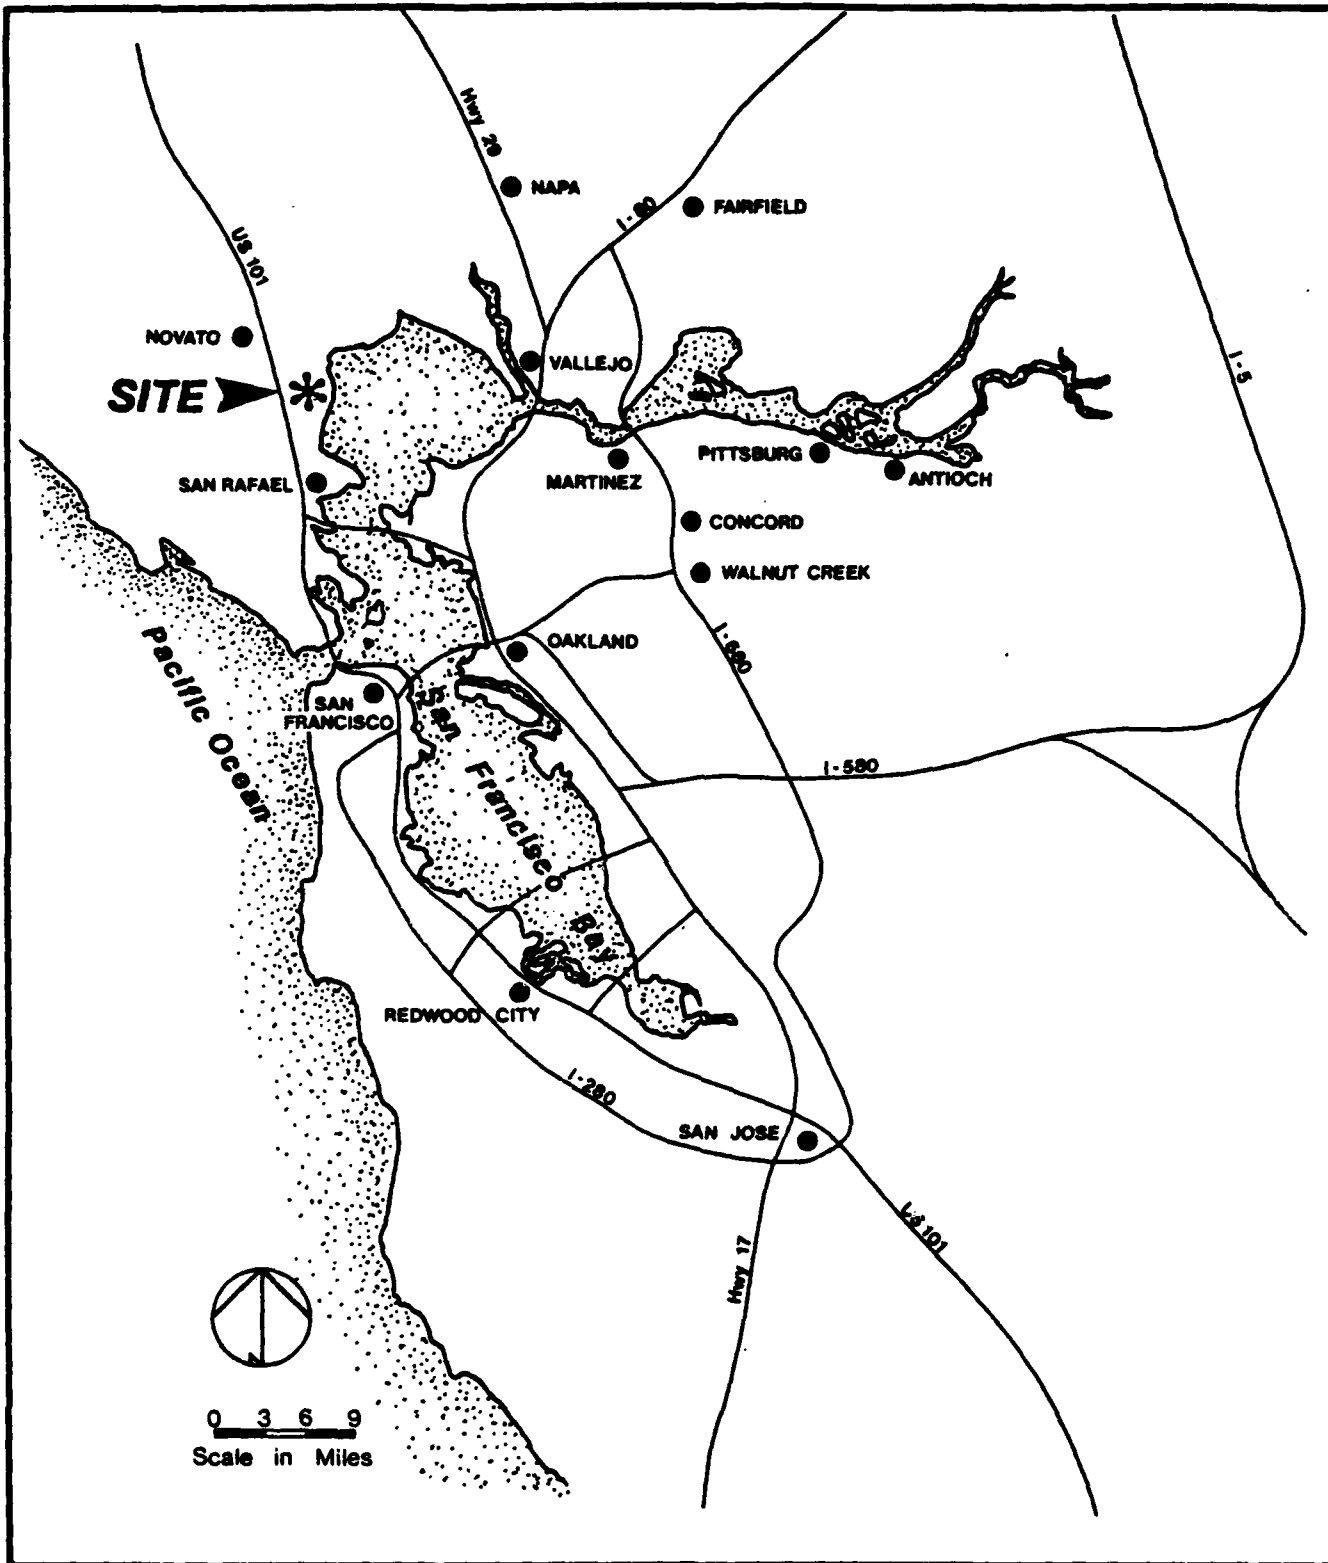 Hwy 29
NAPA
I-80
FAIRFIELD
US 101
NOVATO
VALLEJO
I-5
SITE
PITTSBURG
SAN RAFAEL
MARTINEZ
ANTIOCH
CONCORD
WALNUT CREEK
Pacific Ocean
OAKLAND
I-680
SAN
FRANCISCO
San Francisco Bay
I-580
REDWOOD CITY
I-280
SAN JOSE
US 101
Hwy 17
N
0 3 6 9
Scale in Miles